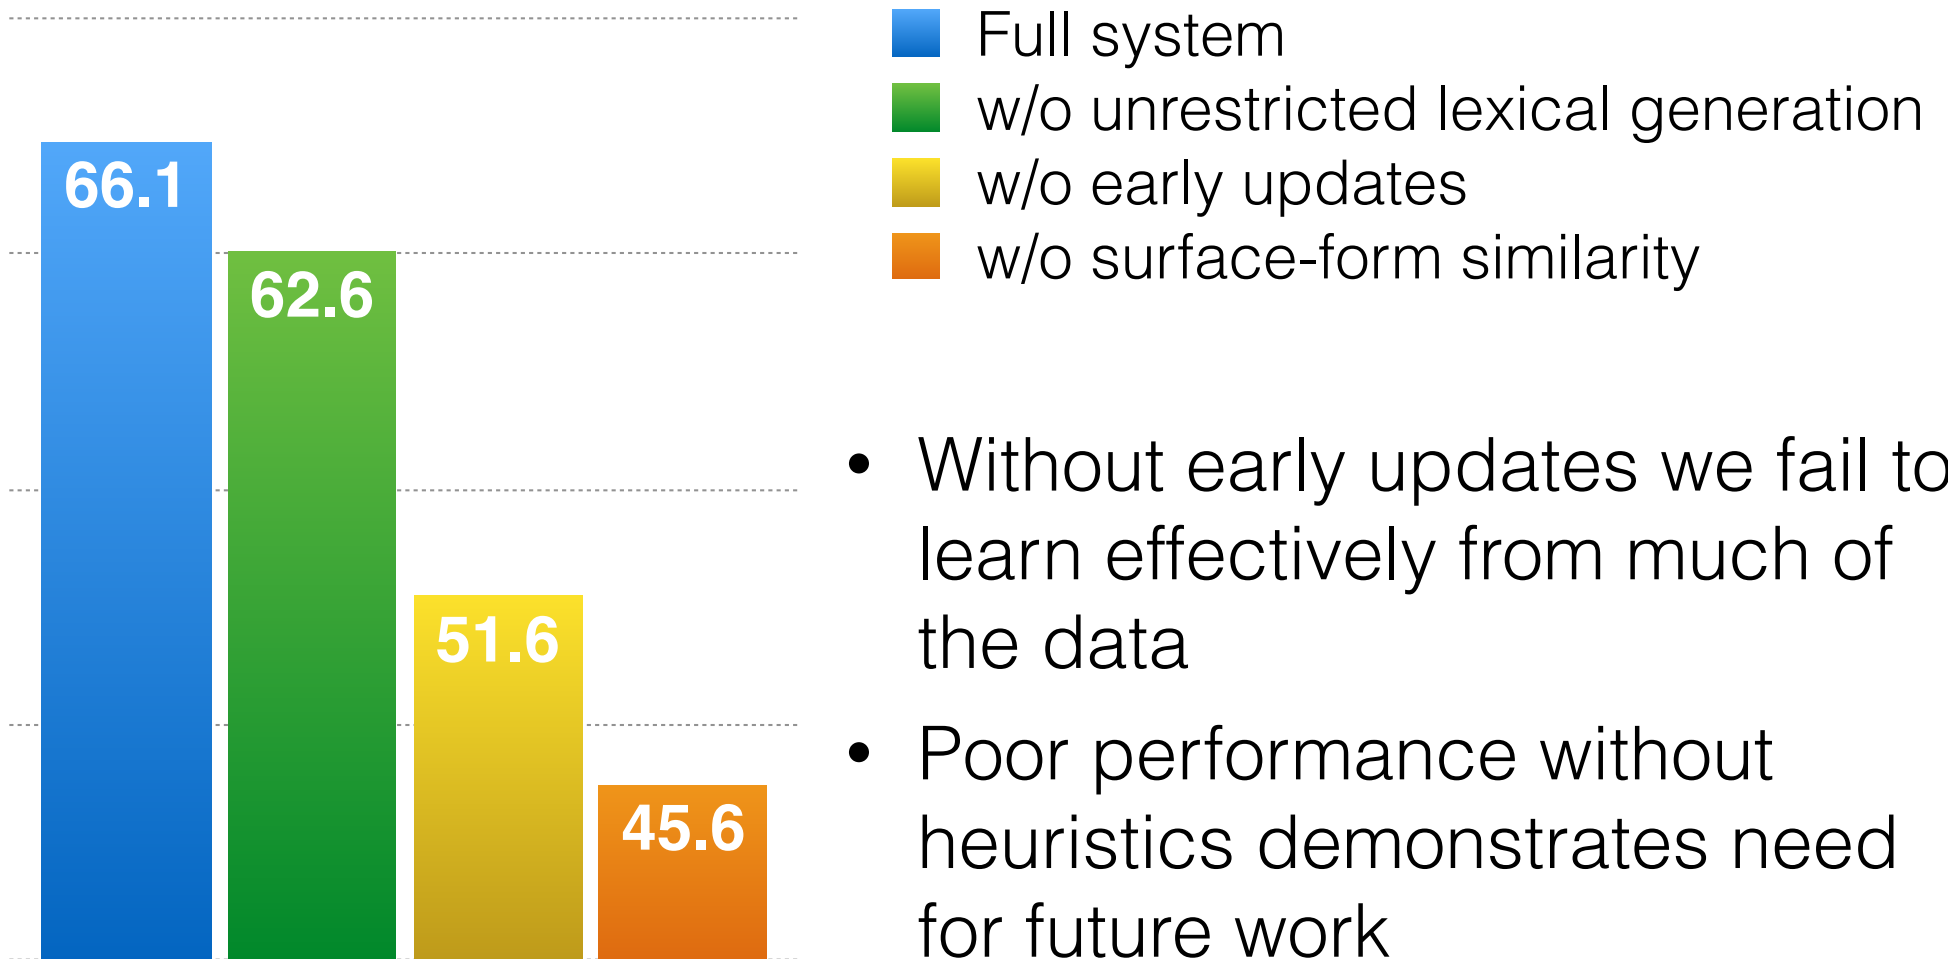 66.1
62.6
51.6
45.6
Full system
w/o unrestricted lexical generation
w/o early updates
w/o surface-form similarity
• Without early updates we fail to
learn effectively from much of
the data
• Poor performance without
heuristics demonstrates need
for future work